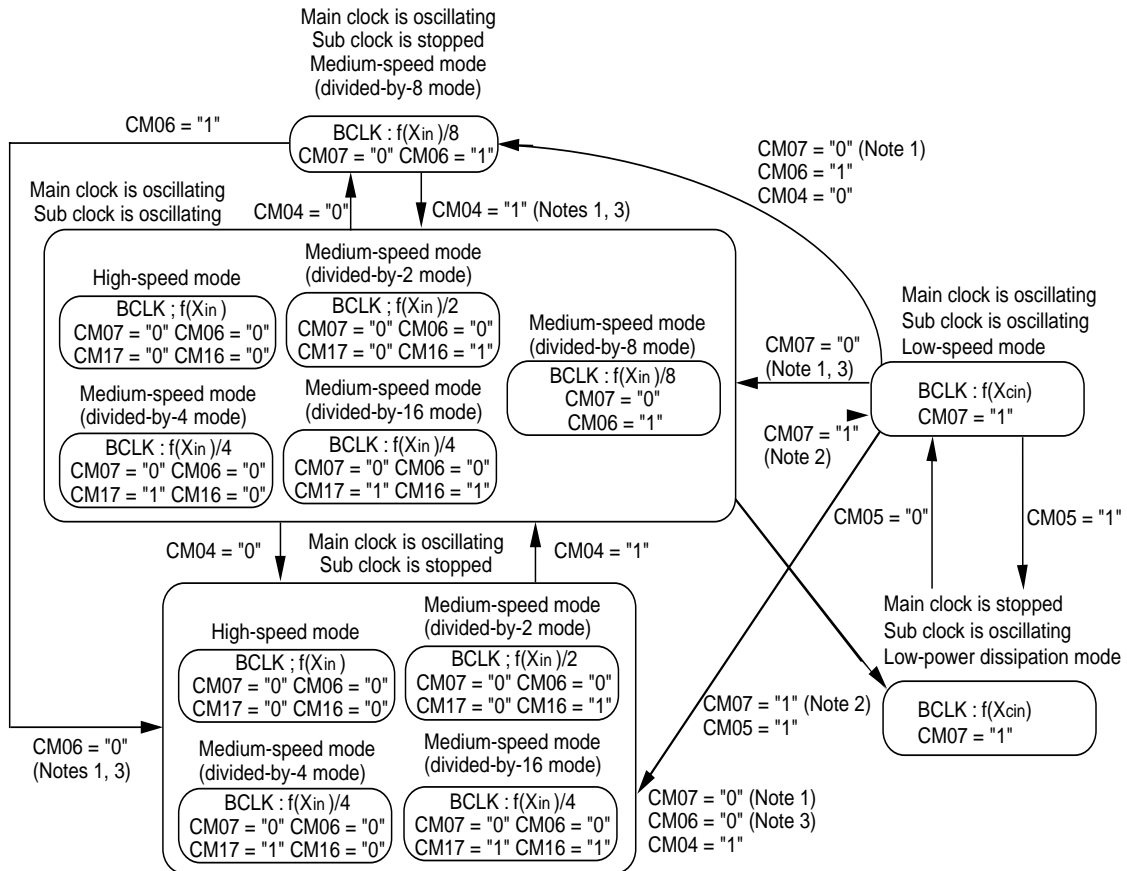 Main clock is oscillating
Sub clock is stopped
Medium-speed mode
(divided-by-8 mode)
CM06 = "1"
BCLK : f(Xin)/8
CM07 = "0" CM06 = "1"
CM07 = "0" (Note 1)
CM06 = "1"
CM04 = "0"
Main clock is oscillating
Sub clock is oscillating
CM04 = "0"
CM04 = "1" (Notes 1, 3)
High-speed mode
BCLK ; f(Xin)
CM07 = "0" CM06 = "0"
CM17 = "0" CM16 = "0"
Medium-speed mode
(divided-by-2 mode)
BCLK ; f(Xin)/2
CM07 = "0" CM06 = "0"
CM17 = "0" CM16 = "1"
Medium-speed mode
(divided-by-8 mode)
BCLK : f(Xin)/8
CM07 = "0"
CM06 = "1"
Medium-speed mode
(divided-by-4 mode)
BCLK : f(Xin)/4
CM07 = "0" CM06 = "0"
CM17 = "1" CM16 = "0"
Medium-speed mode
(divided-by-16 mode)
BCLK : f(Xin)/4
CM07 = "0" CM06 = "0"
CM17 = "1" CM16 = "1"
CM07 = "0"
(Note 1, 3)
CM07 = "1"
(Note 2)
Main clock is oscillating
Sub clock is oscillating
Low-speed mode
BCLK : f(Xcin)
CM07 = "1"
CM05 = "0"
CM05 = "1"
Main clock is stopped
Sub clock is oscillating
Low-power dissipation mode
BCLK : f(Xcin)
CM07 = "1"
CM04 = "0"
Main clock is oscillating
Sub clock is stopped
CM04 = "1"
High-speed mode
BCLK ; f(Xin)
CM07 = "0" CM06 = "0"
CM17 = "0" CM16 = "0"
Medium-speed mode
(divided-by-2 mode)
BCLK ; f(Xin)/2
CM07 = "0" CM06 = "0"
CM17 = "0" CM16 = "1"
CM07 = "1" (Note 2)
CM05 = "1"
CM06 = "0"
(Notes 1, 3)
Medium-speed mode
(divided-by-4 mode)
BCLK : f(Xin)/4
CM07 = "0" CM06 = "0"
CM17 = "1" CM16 = "0"
Medium-speed mode
(divided-by-16 mode)
BCLK : f(Xin)/4
CM07 = "0" CM06 = "0"
CM17 = "1" CM16 = "1"
CM07 = "0" (Note 1)
CM06 = "0" (Note 3)
CM04 = "1"